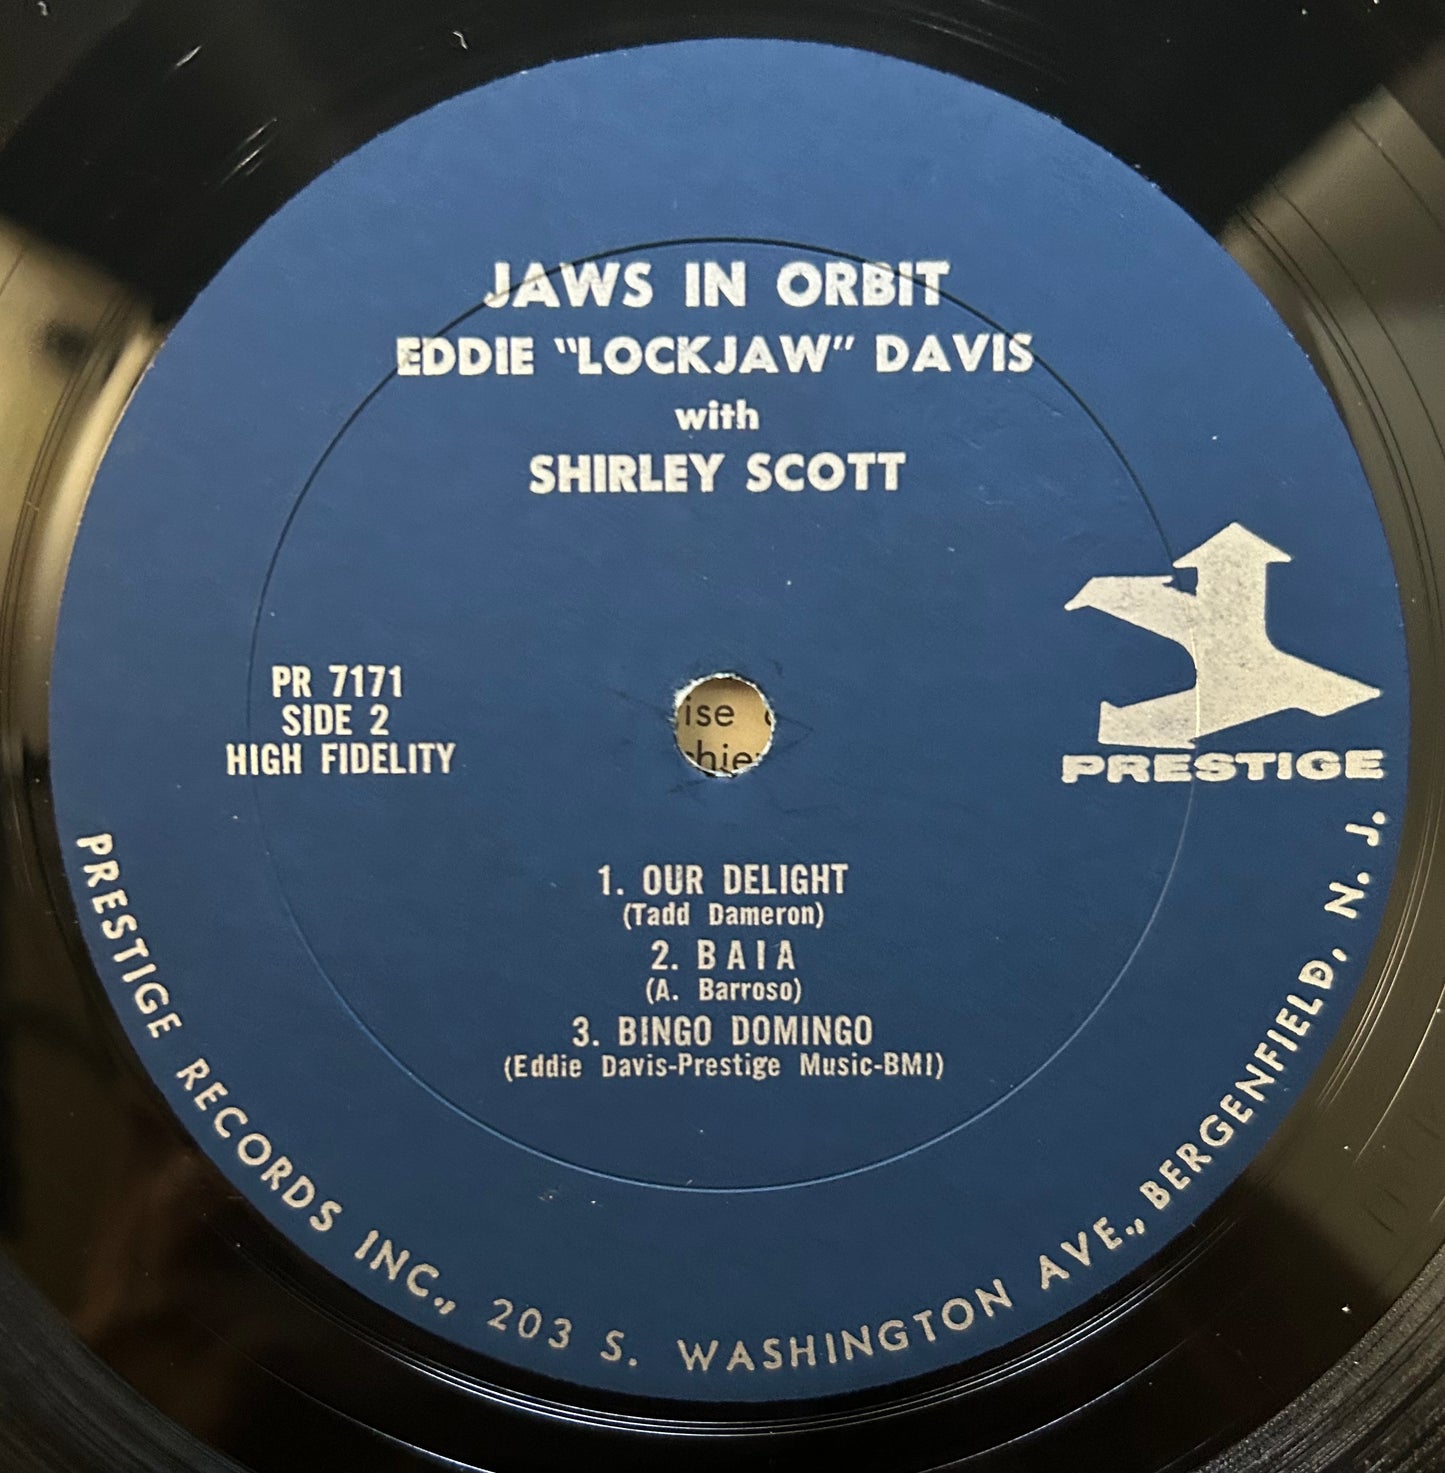 JAWS IN ORBIT
EDDIE "LOCKJAW" DAVIS
with
SHIRLEY SCOTT
PR 7171
SIDE 2
HIGH FIDELITY
ise
PRESTIGE
1. OUR DELIGHT
(Tadd Dameron)
2. BAIA
(A. Barroso)
3. BINGO DOMINGO
(Eddie Davis-Prestige Music-BMI)
PRESTIGE RECORDS INC., 203 S. WASHINGTON AVE., BERGENFIELD, N. J.